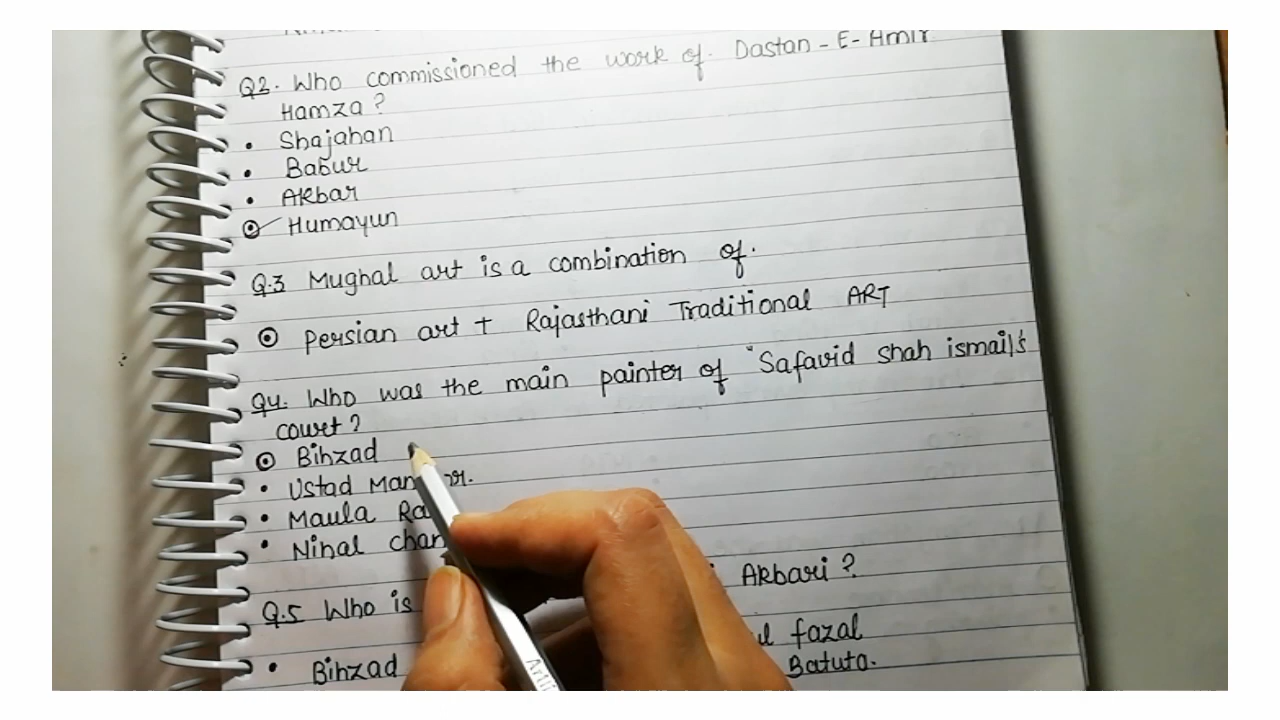 Q2. Who commissioned the work of. Dastan - E - Amir
Hamza ?
• Shajahan
• Babur
• Akbar
Humayun
Q.3 Mughal art is a combination of.
Persian art + Rajasthani Traditional ART
Q4. Who was the main painter of "Safavid shah ismail's
court ?
Bihzad
• Ustad
• Maula
• Nihal
Q.5 Who is Akbari ?
• Bihzad fazal
Batuta.